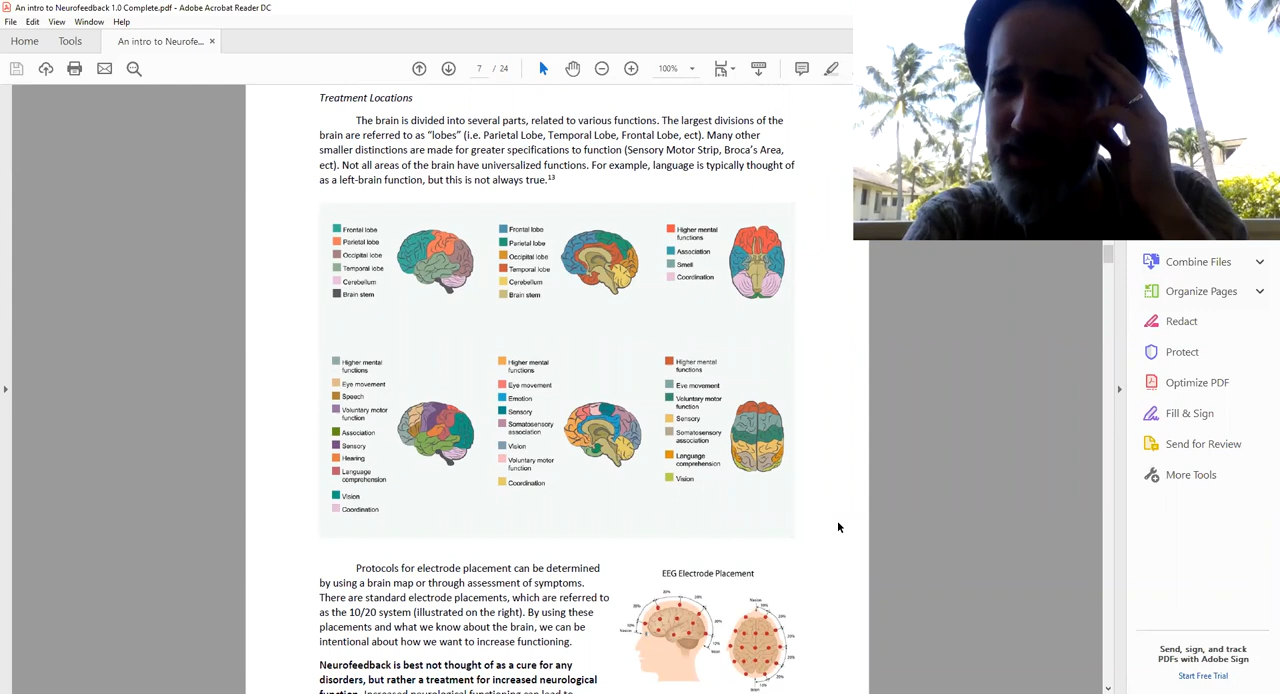 An intro to Neurofeedback 1.0 Complete.pdf - Adobe Acrobat Reader DC
File Edit View Window Help
Home Tools An intro to Neurofe... ×
7 / 24 100%
Treatment Locations
The brain is divided into several parts, related to various functions. The largest divisions of the
brain are referred to as “lobes” (i.e. Parietal Lobe, Temporal Lobe, Frontal Lobe, ect). Many other
smaller distinctions are made for greater specifications to function (Sensory Motor Strip, Broca’s Area,
ect). Not all areas of the brain have universalized functions. For example, language is typically thought of
as a left-brain function, but this is not always true.13
Frontal lobe
Parietal lobe
Occipital lobe
Temporal lobe
Cerebellum
Brain stem
Frontal lobe
Parietal lobe
Occipital lobe
Temporal lobe
Cerebellum
Brain stem
Higher mental
functions
Association
Smell
Coordination
Higher mental
functions
Eye movement
Speech
Voluntary motor
function
Association
Sensory
Hearing
Language
comprehension
Vision
Coordination
Higher mental
functions
Eye movement
Emotion
Sensory
Somatosensory
association
Vision
Voluntary motor
function
Coordination
Higher mental
functions
Eye movement
Voluntary motor
function
Sensory
Somatosensory
association
Language
comprehension
Vision
Protocols for electrode placement can be determined
by using a brain map or through assessment of symptoms.
There are standard electrode placements, which are referred to
as the 10/20 system (illustrated on the right). By using these
placements and what we know about the brain, we can be
intentional about how we want to increase functioning.
Neurofeedback is best not thought of as a cure for any
disorders, but rather a treatment for increased neurological
function. Increased neurological functioning can lead to
EEG Electrode Placement
Combine Files
Organize Pages
Redact
Protect
Optimize PDF
Fill & Sign
Send for Review
More Tools
Send, sign, and track
PDFs with Adobe Sign
Start Free Trial